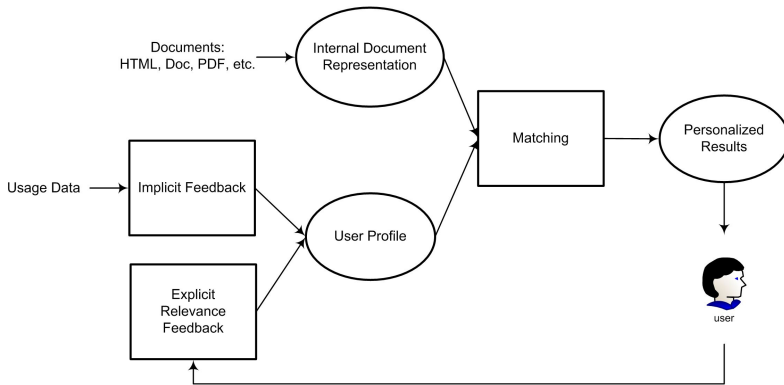 Documents:
HTML, Doc, PDF, etc.
Internal Document
Representation
Matching
Personalized
Results
Usage Data
Implicit Feedback
User Profile
Explicit
Relevance
Feedback
user